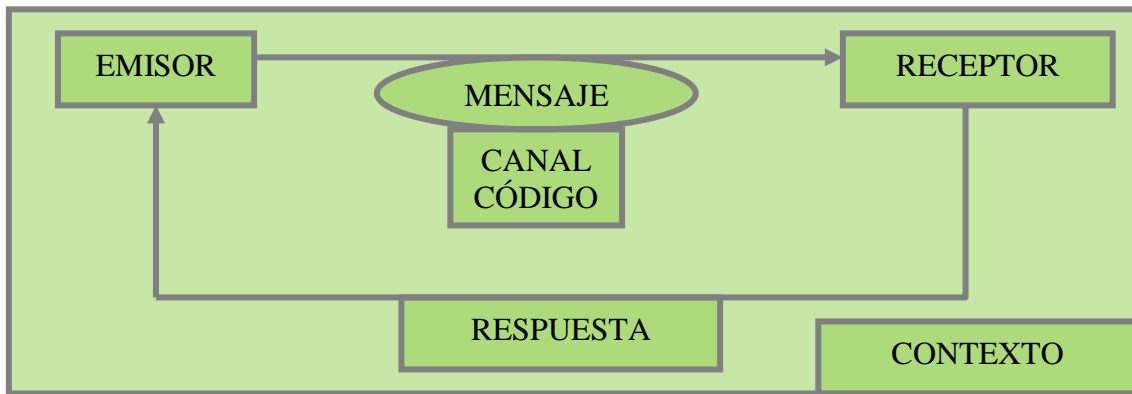 EMISOR
RECEPTOR
MENSAJE
CANAL
CÓDIGO
RESPUESTA
CONTEXTO